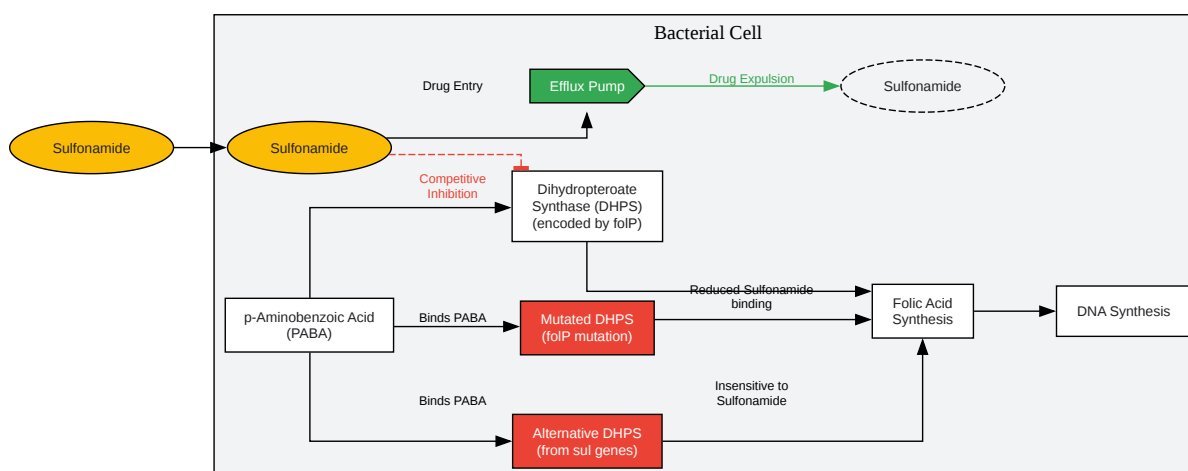 Bacterial Cell
Drug Entry
Efflux Pump
Drug Expulsion
Sulfonamide
Sulfonamide
Sulfonamide
Competitive
Inhibition
Dihydropteroate
Synthase (DHPS)
(encoded by folP)
p-Aminobenzoic Acid
(PABA)
Binds PABA
Mutated DHPS
(folP mutation)
Reduced Sulfonamide
binding
Folic Acid
Synthesis
DNA Synthesis
Binds PABA
Alternative DHPS
(from sul genes)
Insensitive to
Sulfonamide